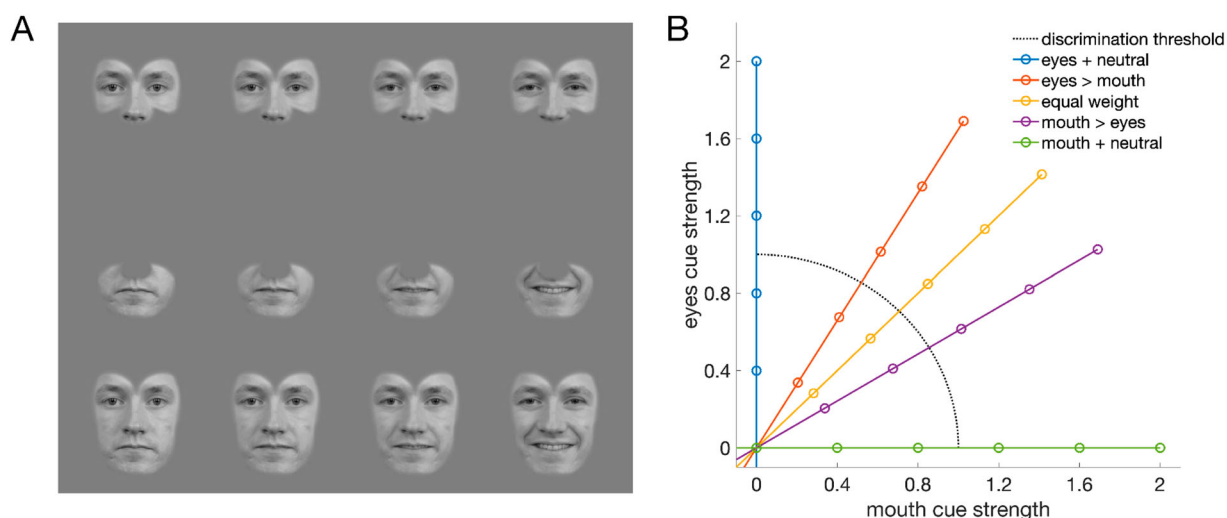 A
B
discrimination threshold
eyes + neutral
eyes > mouth
equal weight
mouth > eyes
mouth + neutral
eyes cue strength
2
1.6
1.2
0.8
0.4
0
0 0.4 0.8 1.2 1.6 2
mouth cue strength